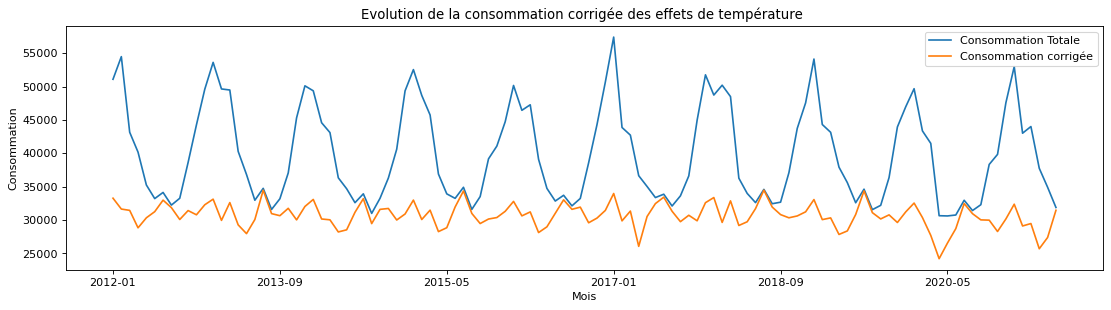 Evolution de la consommation corrigée des effets de température
Consommation Totale
Consommation corrigée
55000
50000
45000
40000
35000
30000
25000
Consommation
2012-01
2013-09
2015-05
2017-01
2018-09
2020-05
Mois